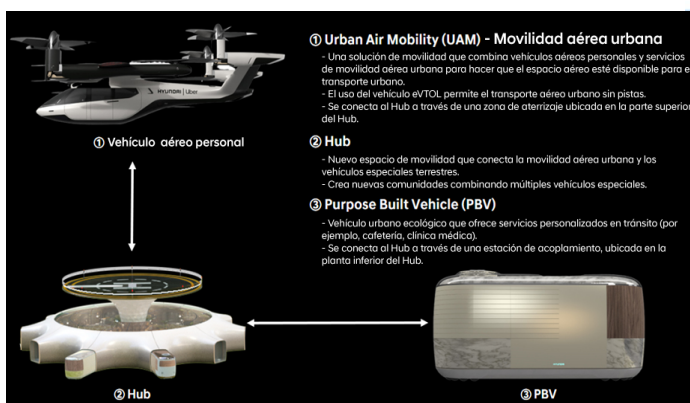 ① Urban Air Mobility (UAM) - Movilidad aérea urbana
- Una solución de movilidad que combina vehículos aéreos personales y servicios
de movilidad aérea urbana para hacer que el espacio aéreo esté disponible para e
transporte urbano.
- El uso del vehículo eVTOL permite el transporte aéreo urbano sin pistas.
- Se conecta al Hub a través de una zona de aterrizaje ubicada en la parte superior
del Hub.
HYUNDAI | Uber
① Vehículo aéreo personal
② Hub
- Nuevo espacio de movilidad que conecta la movilidad aérea urbana y los
vehículos especiales terrestres.
- Crea nuevas comunidades combinando múltiples vehículos especiales.
③ Purpose Built Vehicle (PBV)
- Vehículo urbano ecológico que ofrece servicios personalizados en tránsito (por
ejemplo, cafetería, clínica médica).
- Se conecta al Hub a través de una estación de acoplamiento, ubicada en la
planta inferior del Hub.
② Hub
③ PBV